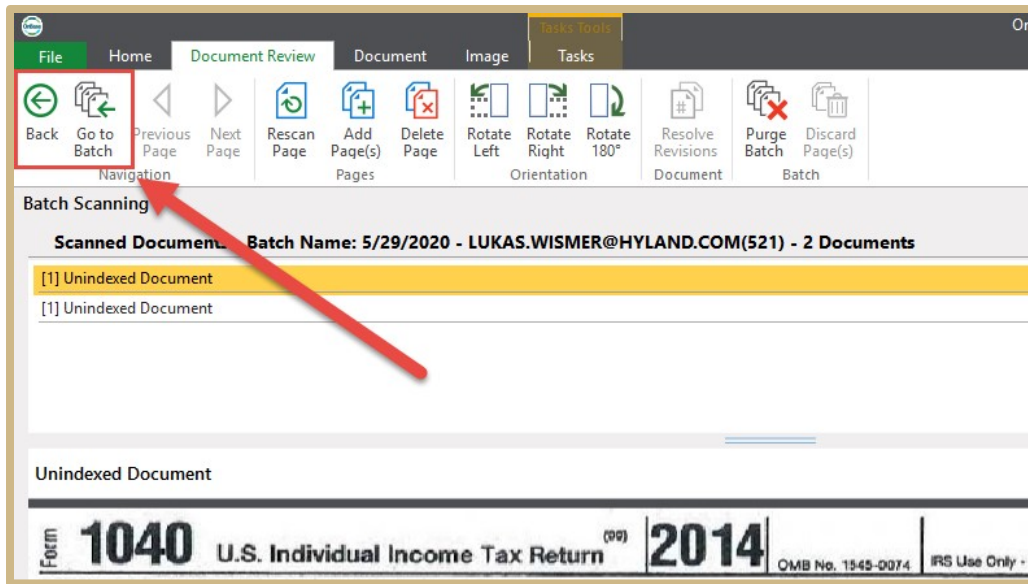 OnBase
Tasks Tools
On
File Home Document Review Document Image Tasks
Back Go to Batch Previous Page Next Page Rescan Page Add Page(s) Delete Page Rotate Left Rotate Right Rotate 180° Resolve Revisions Purge Batch Discard Page(s)
Navigation Pages Orientation Document Batch
Batch Scanning
Scanned Documents Batch Name: 5/29/2020 - LUKAS.WISMER@HYLAND.COM(521) - 2 Documents
[1] Unindexed Document
[1] Unindexed Document
Unindexed Document
Form 1040 U.S. Individual Income Tax Return (99) 2014 OMB No. 1545-0074 IRS Use Only -